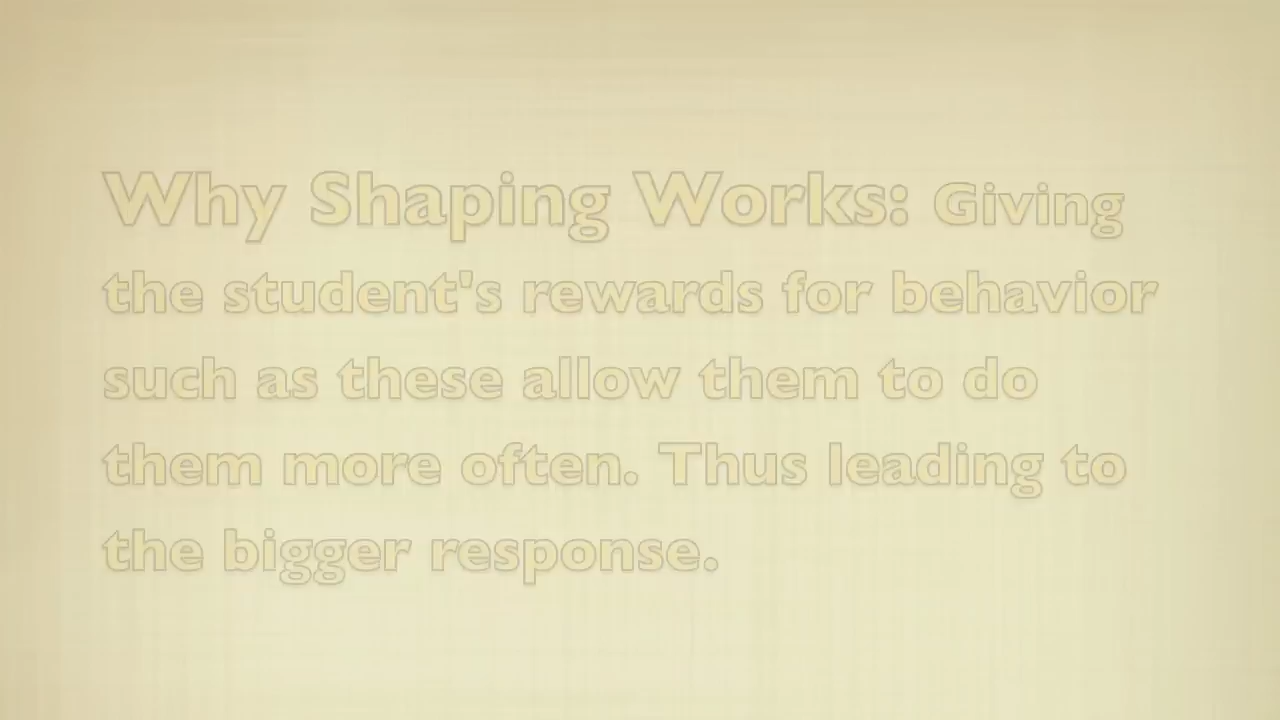 Why Shaping Works: Giving
the student's rewards for behavior
such as these allow them to do
them more often. Thus leading to
the bigger response.